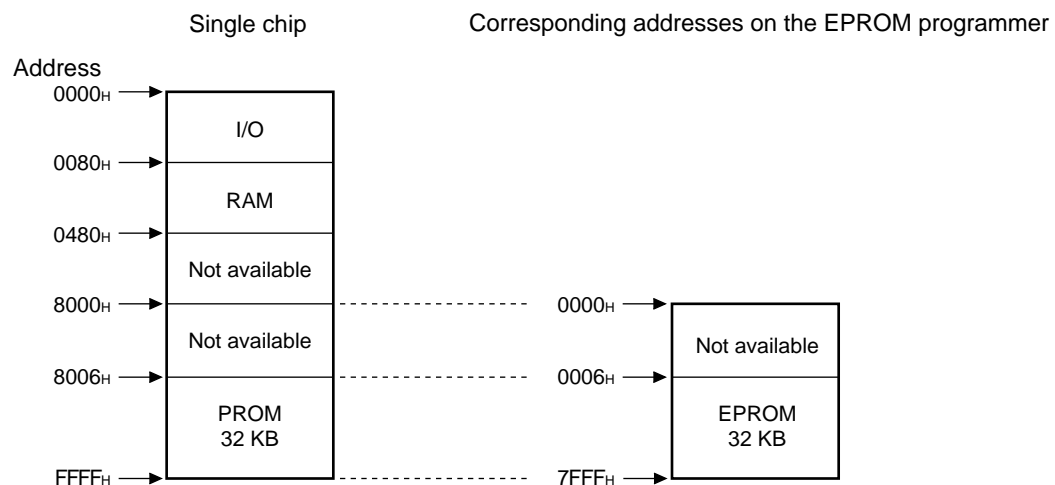 Single chip
Corresponding addresses on the EPROM programmer
Address
0000H
I/O
0080H
RAM
0480H
Not available
8000H
0000H
Not available
Not available
8006H
0006H
PROM
32 KB
EPROM
32 KB
FFFFH
7FFFH